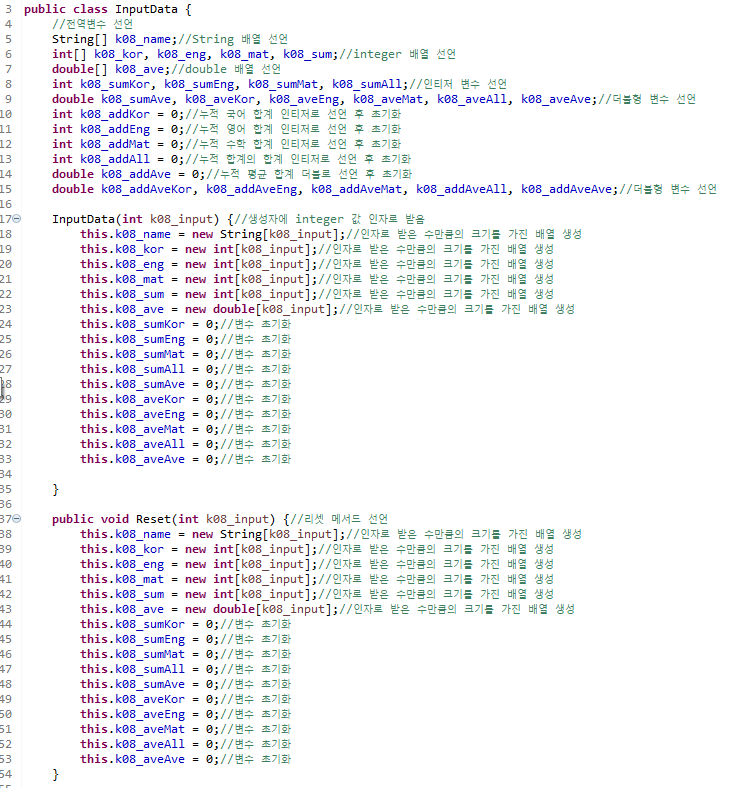 3 public class InputData {
4 //전역변수 선언
5 String[] k08_name;//String 배열 선언
6 int[] k08_kor, k08_eng, k08_mat, k08_sum;//integer 배열 선언
7 double[] k08_ave;//double 배열 선언
8 int k08_sumKor, k08_sumEng, k08_sumMat, k08_sumAll;//인티저 변수 선언
9 double k08_sumAve, k08_aveKor, k08_aveEng, k08_aveMat, k08_aveAll, k08_aveAve;//더블형 변수 선언
10 int k08_addKor = 0;//누적 국어 합계 인티저로 선언 후 초기화
11 int k08_addEng = 0;//누적 영어 합계 인티저로 선언 후 초기화
12 int k08_addMat = 0;//누적 수학 합계 인티저로 선언 후 초기화
13 int k08_addAll = 0;//누적 합계의 합계 인티저로 선언 후 초기화
14 double k08_addAve = 0;//누적 평균 합계 더블로 선언 후 초기화
15 double k08_addAveKor, k08_addAveEng, k08_addAveMat, k08_addAveAll, k08_addAveAve;//더블형 변수 선언
16
17 InputData(int k08_input) {//생성자에 integer 값 인자로 받음
18 this.k08_name = new String[k08_input];//인자로 받은 수만큼의 크기를 가진 배열 생성
19 this.k08_kor = new int[k08_input];//인자로 받은 수만큼의 크기를 가진 배열 생성
20 this.k08_eng = new int[k08_input];//인자로 받은 수만큼의 크기를 가진 배열 생성
21 this.k08_mat = new int[k08_input];//인자로 받은 수만큼의 크기를 가진 배열 생성
22 this.k08_sum = new int[k08_input];//인자로 받은 수만큼의 크기를 가진 배열 생성
23 this.k08_ave = new double[k08_input];//인자로 받은 수만큼의 크기를 가진 배열 생성
24 this.k08_sumKor = 0;//변수 초기화
25 this.k08_sumEng = 0;//변수 초기화
26 this.k08_sumMat = 0;//변수 초기화
27 this.k08_sumAll = 0;//변수 초기화
28 this.k08_sumAve = 0;//변수 초기화
29 this.k08_aveKor = 0;//변수 초기화
30 this.k08_aveEng = 0;//변수 초기화
31 this.k08_aveMat = 0;//변수 초기화
32 this.k08_aveAll = 0;//변수 초기화
33 this.k08_aveAve = 0;//변수 초기화
34
35 }
36
37 public void Reset(int k08_input) {//리셋 메서드 선언
38 this.k08_name = new String[k08_input];//인자로 받은 수만큼의 크기를 가진 배열 생성
39 this.k08_kor = new int[k08_input];//인자로 받은 수만큼의 크기를 가진 배열 생성
40 this.k08_eng = new int[k08_input];//인자로 받은 수만큼의 크기를 가진 배열 생성
41 this.k08_mat = new int[k08_input];//인자로 받은 수만큼의 크기를 가진 배열 생성
42 this.k08_sum = new int[k08_input];//인자로 받은 수만큼의 크기를 가진 배열 생성
43 this.k08_ave = new double[k08_input];//인자로 받은 수만큼의 크기를 가진 배열 생성
44 this.k08_sumKor = 0;//변수 초기화
45 this.k08_sumEng = 0;//변수 초기화
46 this.k08_sumMat = 0;//변수 초기화
47 this.k08_sumAll = 0;//변수 초기화
48 this.k08_sumAve = 0;//변수 초기화
49 this.k08_aveKor = 0;//변수 초기화
50 this.k08_aveEng = 0;//변수 초기화
51 this.k08_aveMat = 0;//변수 초기화
52 this.k08_aveAll = 0;//변수 초기화
53 this.k08_aveAve = 0;//변수 초기화
54 }